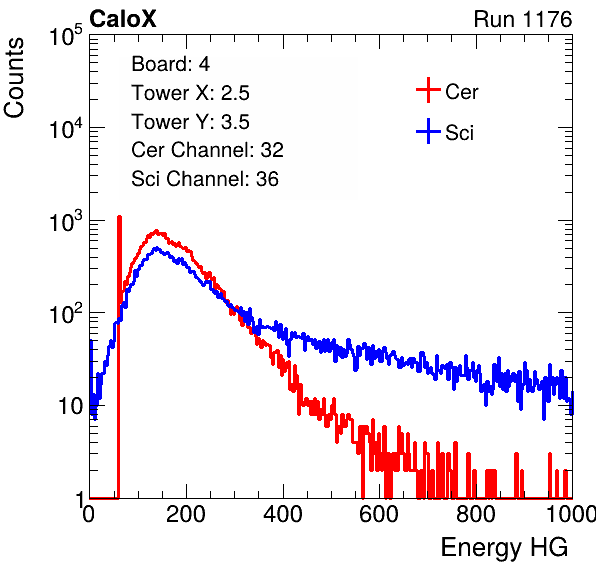 CaloX Run 1176
Counts
10^5
10^4
10^3
10^2
10
1
Board: 4
Tower X: 2.5
Tower Y: 3.5
Cer Channel: 32
Sci Channel: 36
Cer
Sci
0 200 400 600 800 1000
Energy HG